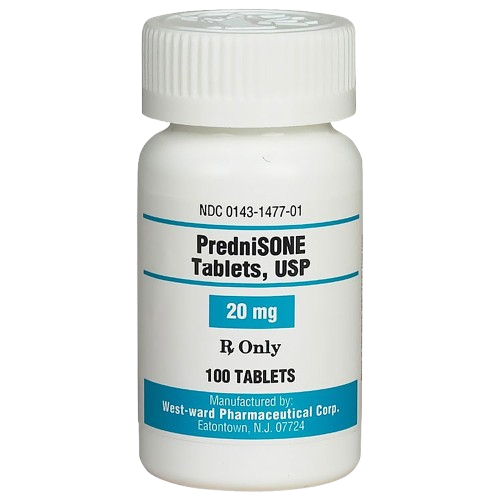 NDC 0143-1477-01
PredniSONE
Tablets, USP
20 mg
℞ Only
100 TABLETS
Manufactured by:
West-ward Pharmaceutical Corp.
Eatontown, N.J. 07724